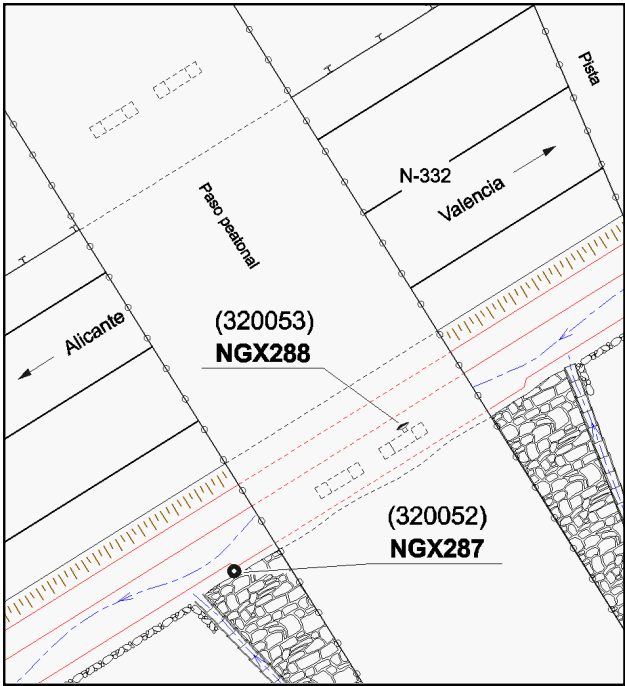 Pista
N-332
Valencia
Paso peatonal
Alicante
(320053)
NGX288
(320052)
NGX287